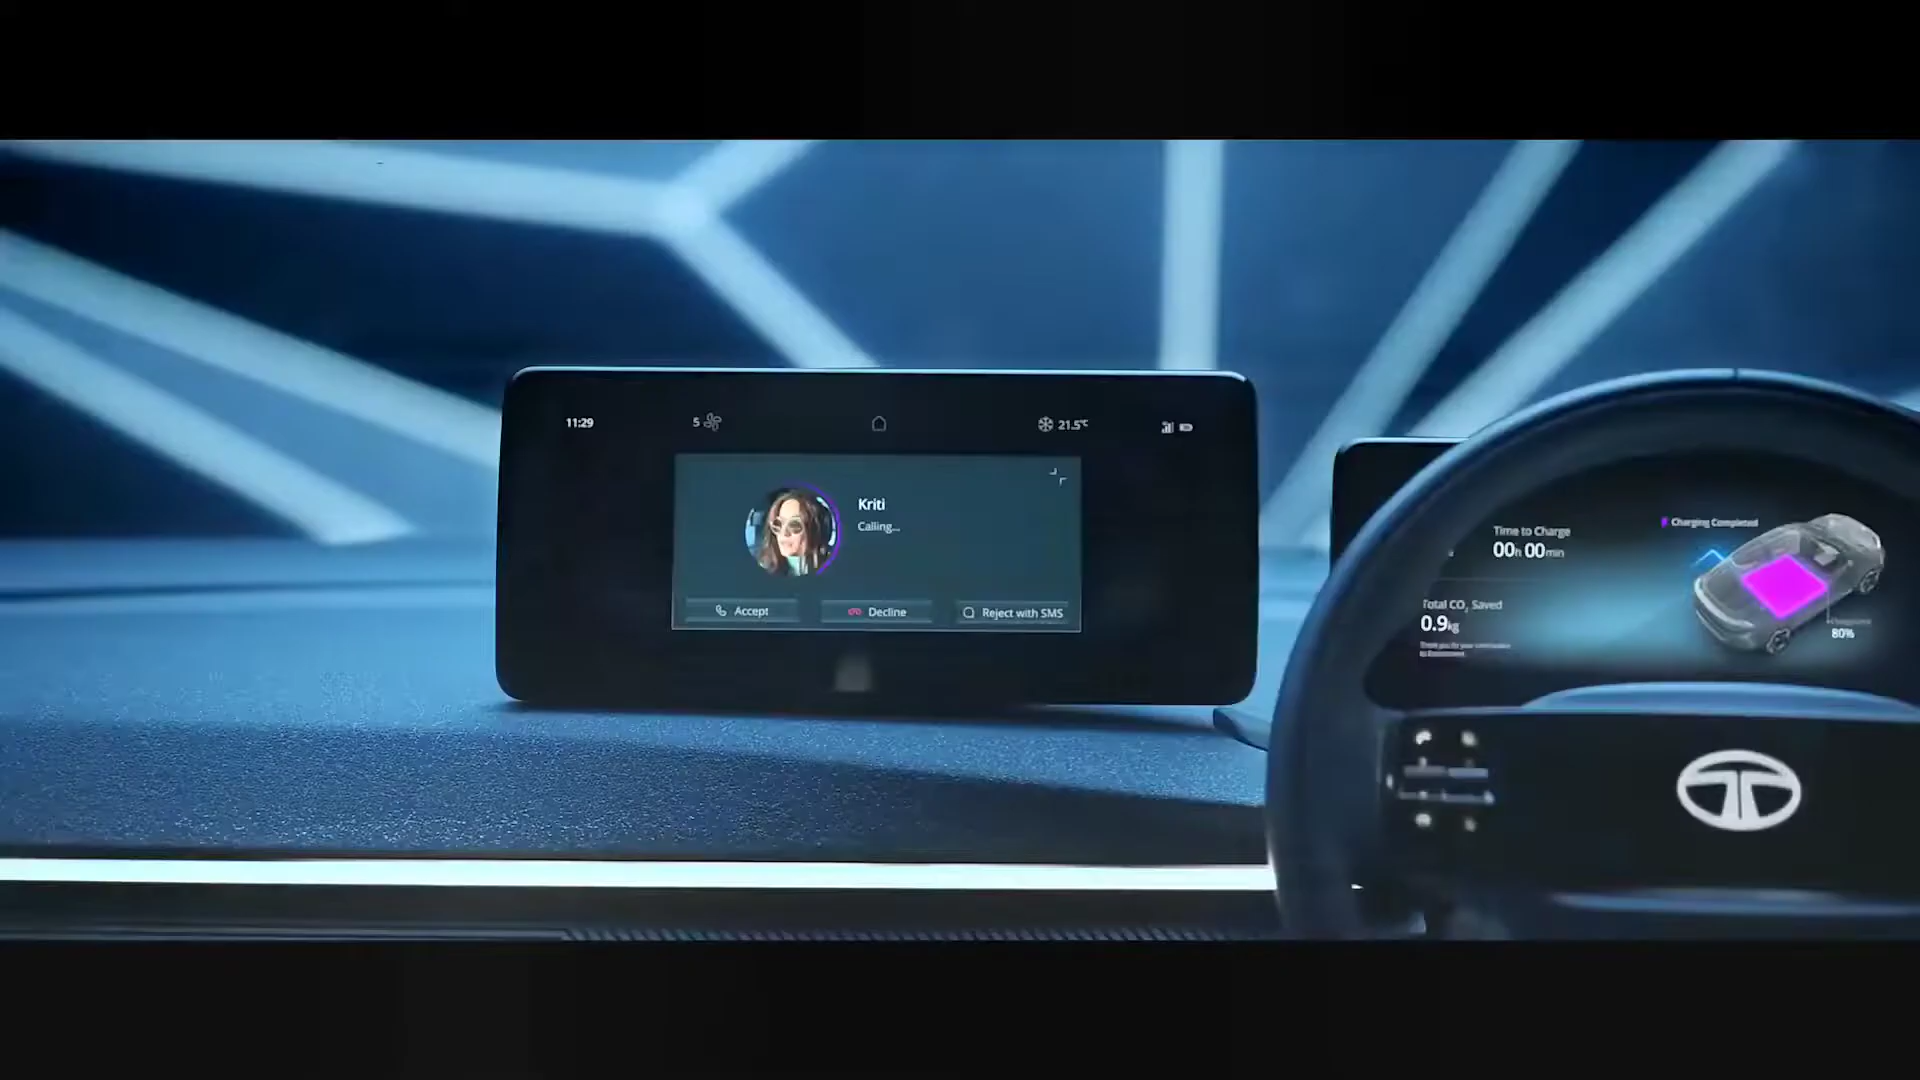 11:29
5
21.5℃
Kriti
Calling...
Accept
Decline
Reject with SMS
Time to Charge
00h 00min
Charging Completed
Total CO₂ Saved
0.9kg
80%